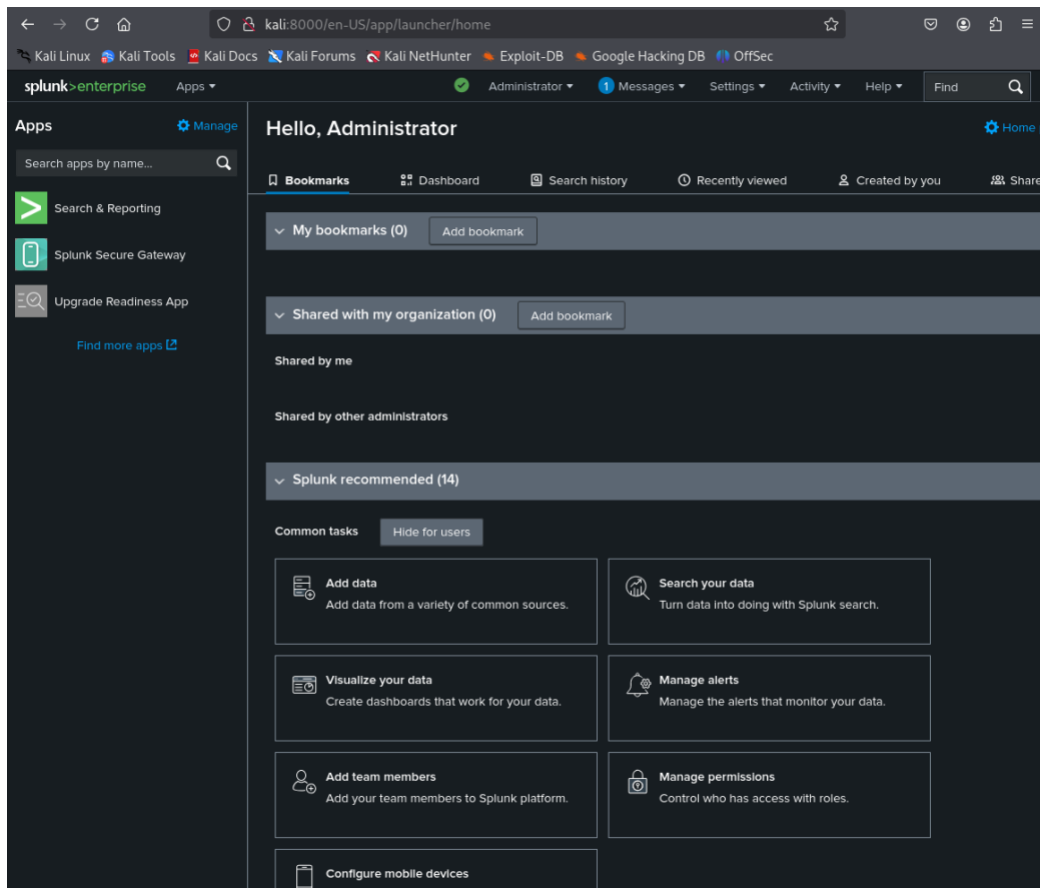 kali:8000/en-US/app/launcher/home
Kali Linux Kali Tools Kali Docs Kali Forums Kali NetHunter Exploit-DB Google Hacking DB OffSec
splunk>enterprise Apps Administrator 1 Messages Settings Activity Help Find
Apps Manage
Search apps by name...
Search & Reporting
Splunk Secure Gateway
Upgrade Readiness App
Find more apps
Hello, Administrator
Home
Bookmarks Dashboard Search history Recently viewed Created by you Share
My bookmarks (0) Add bookmark
Shared with my organization (0) Add bookmark
Shared by me
Shared by other administrators
Splunk recommended (14)
Common tasks Hide for users
Add data
Add data from a variety of common sources.
Search your data
Turn data into doing with Splunk search.
Visualize your data
Create dashboards that work for your data.
Manage alerts
Manage the alerts that monitor your data.
Add team members
Add your team members to Splunk platform.
Manage permissions
Control who has access with roles.
Configure mobile devices